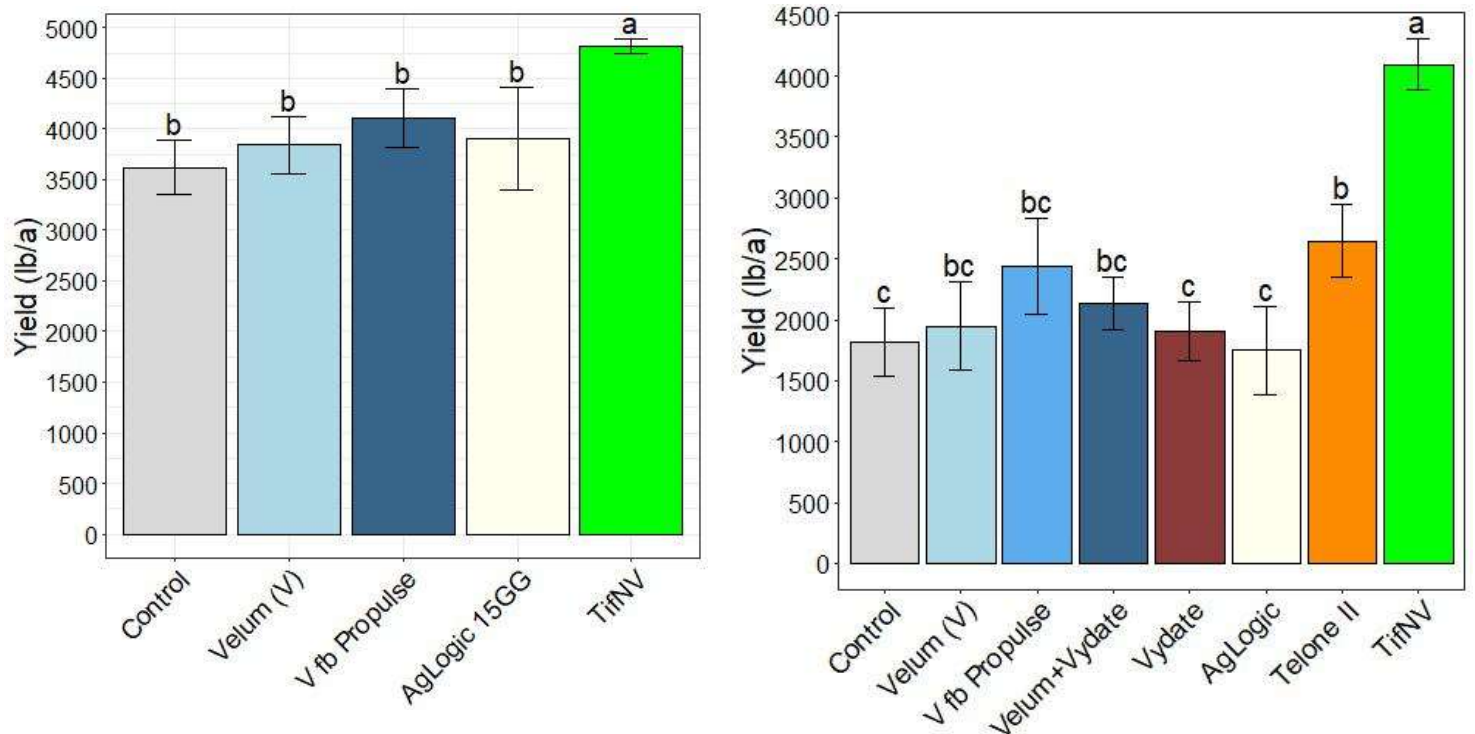 Yield (lb/a)
5000
4500
4000
3500
3000
2500
2000
1500
1000
500
0
b
b
b
b
a
Control
Velum (V)
V fb Propulse
AgLogic 15GG
TifNV
Yield (lb/a)
4500
4000
3500
3000
2500
2000
1500
1000
500
0
c
bc
bc
bc
c
c
b
a
Control
Velum (V)
V fb Propulse
Velum+Vydate
Vydate
AgLogic
Telone II
TifNV